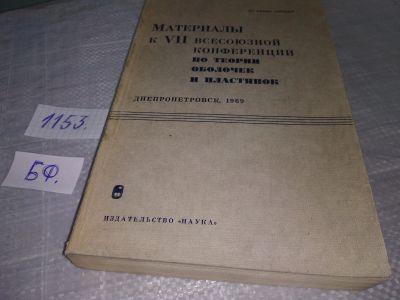 МАТЕРИАЛЫ
К VII ВСЕСОЮЗНОЙ
КОНФЕРЕНЦИИ
ПО ТЕОРИИ
ОБОЛОЧЕК
И ПЛАСТИНОК
ДНЕПРОПЕТРОВСК, 1969
ИЗДАТЕЛЬСТВО «НАУКА»
1153.
БФ.